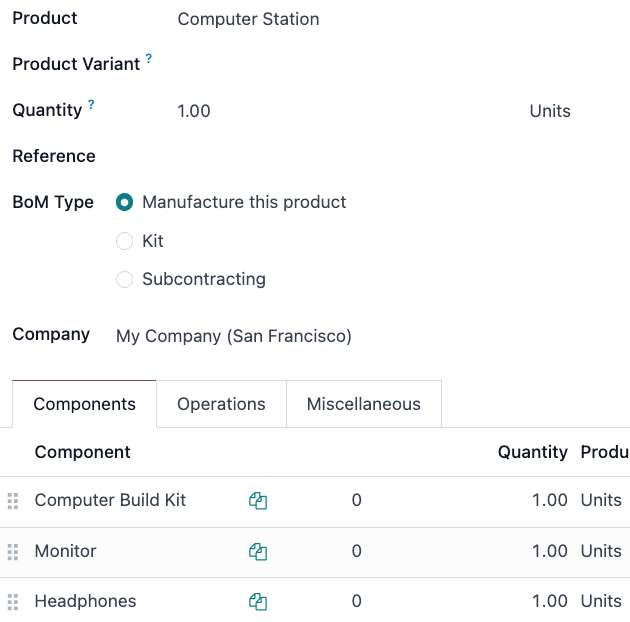 Product Computer Station
Product Variant ?
Quantity ? 1.00 Units
Reference
BoM Type Manufacture this product
Kit
Subcontracting
Company My Company (San Francisco)
Components Operations Miscellaneous
Component Quantity Produ
Computer Build Kit 0 1.00 Units
Monitor 0 1.00 Units
Headphones 0 1.00 Units